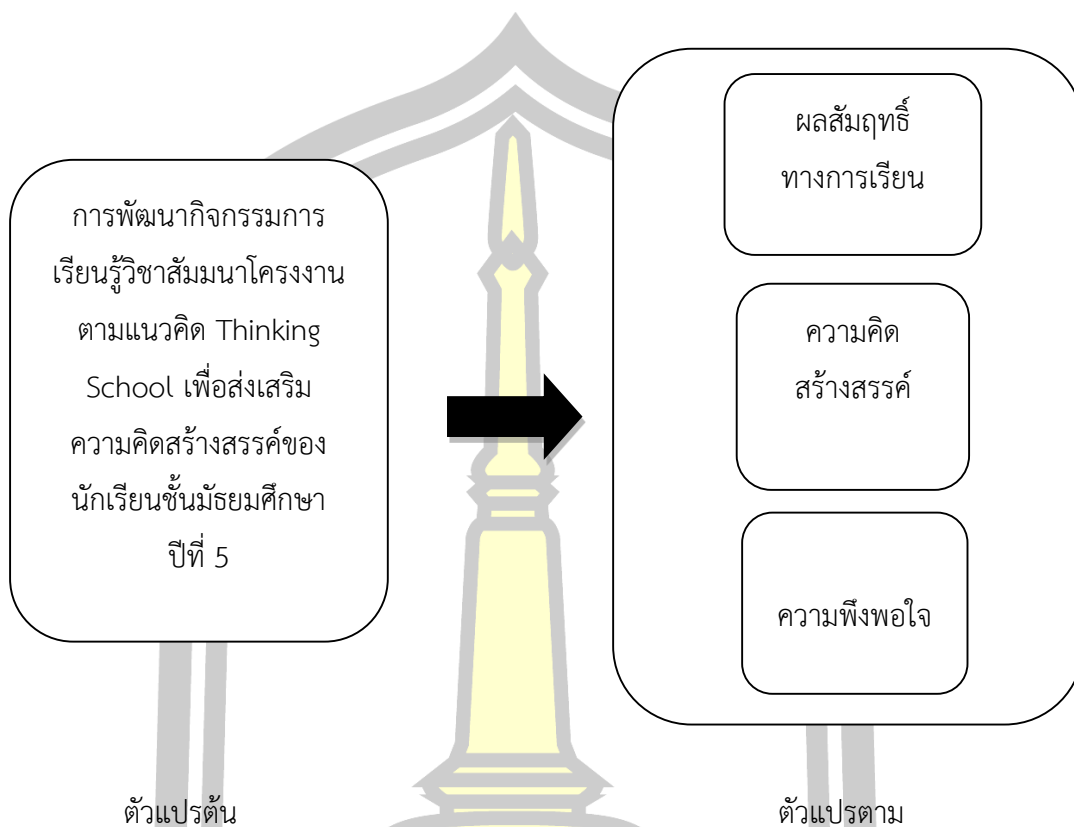 การพัฒนากิจกรรมการ
เรียนรู้วิชาสัมมนาโครงงาน
ตามแนวคิด Thinking
School เพื่อส่งเสริม
ความคิดสร้างสรรค์ของ
นักเรียนชั้นมัธยมศึกษา
ปีที่ 5
ตัวแปรต้น
ผลสัมฤทธิ์
ทางการเรียน
ความคิด
สร้างสรรค์
ความพึงพอใจ
ตัวแปรตาม